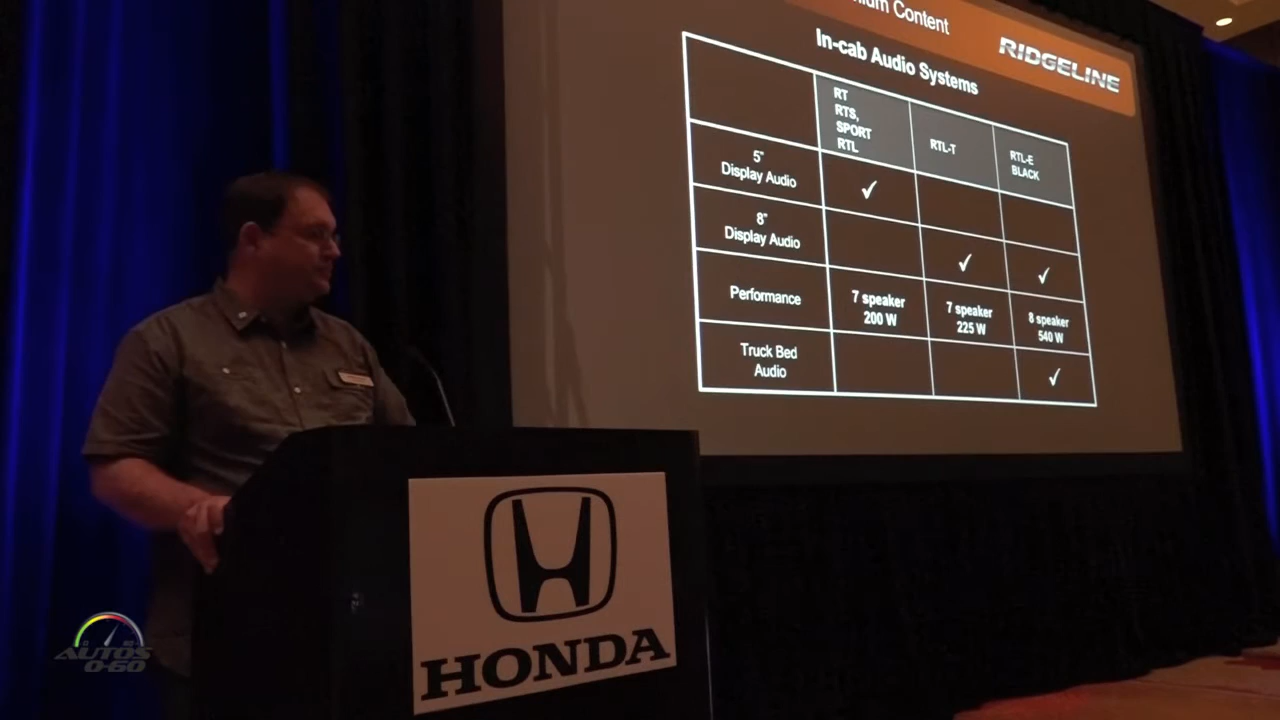 Content
RIDGELINE
In-cab Audio Systems
RT
RTS,
SPORT
RTL
RTL-T
RTL-E
BLACK
5"
Display Audio
✓
8"
Display Audio
✓
✓
Performance
7 speaker
200 W
7 speaker
225 W
8 speaker
540 W
Truck Bed
Audio
✓
HONDA
AUTOS
0-60